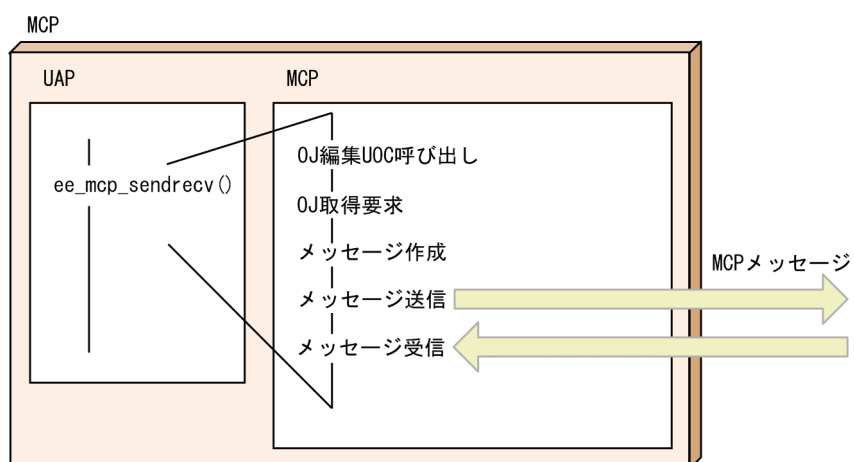 MCP
UAP
MCP
OJ編集UOC呼び出し
ee_mcp_sendrecv()
OJ取得要求
メッセージ作成
MCPメッセージ
メッセージ送信
メッセージ受信